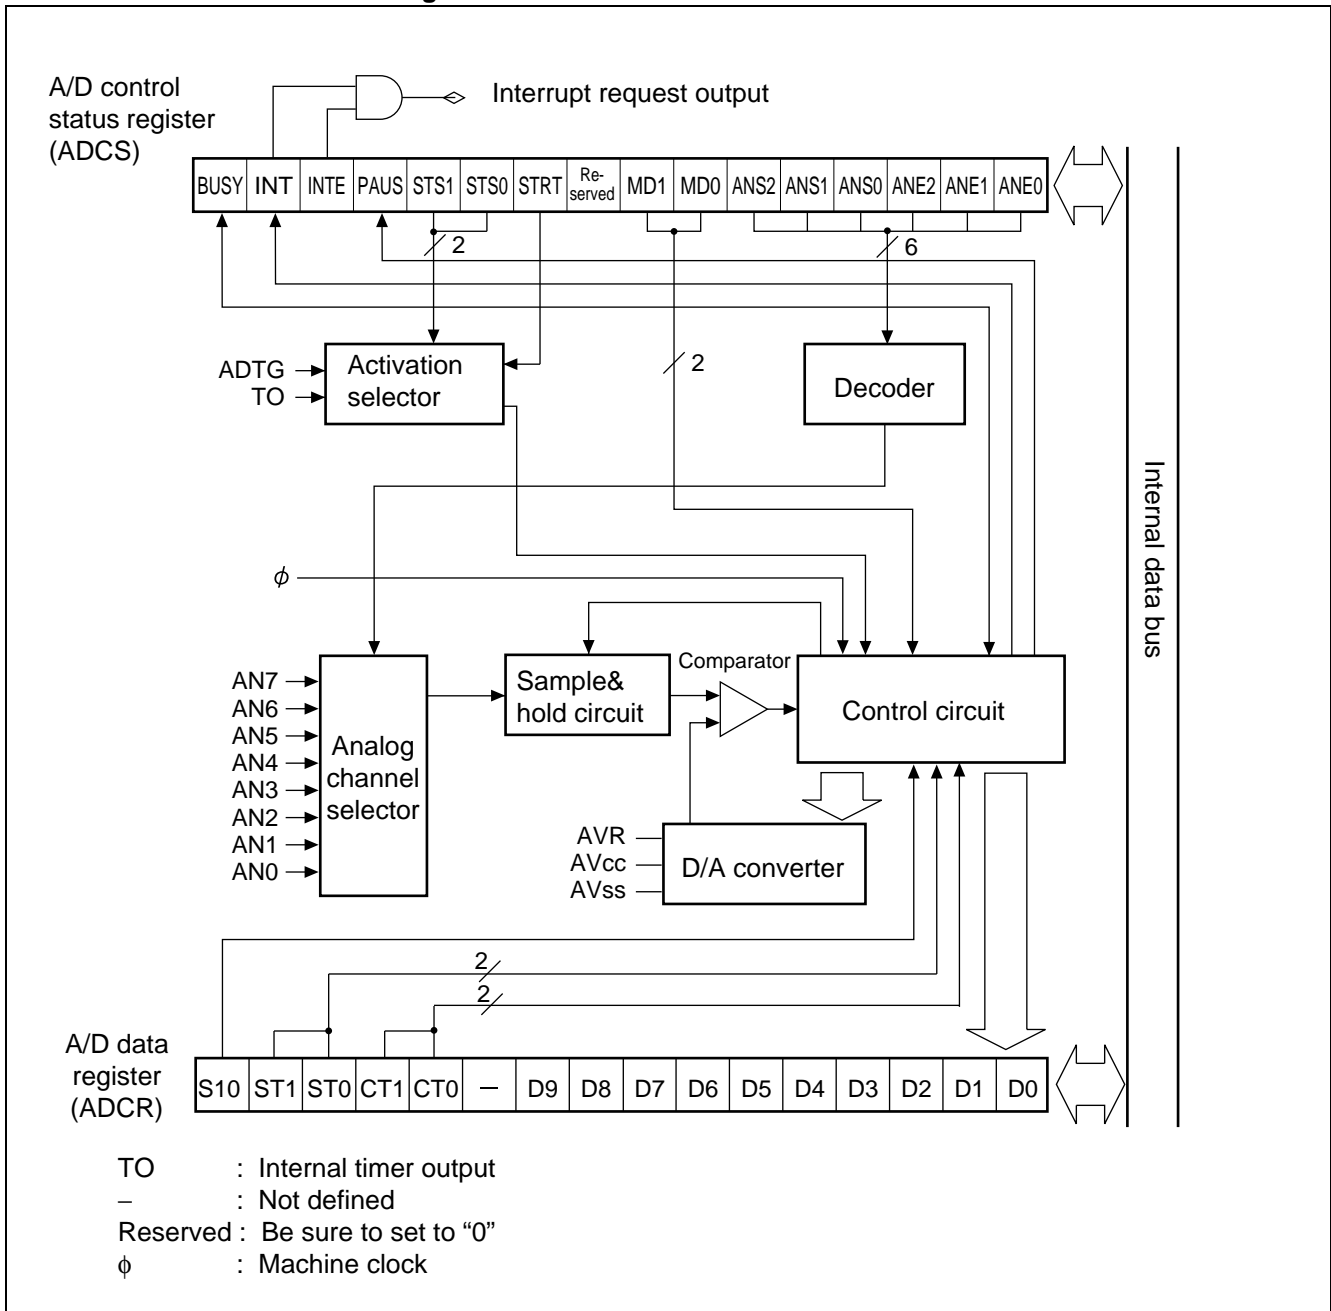 A/D control
status register
(ADCS)
Interrupt request output
BUSY INT INTE PAUS STS1 STS0 STRT Re-served MD1 MD0 ANS2 ANS1 ANS0 ANE2 ANE1 ANE0
2
6
ADTG
TO
Activation
selector
2
Decoder
Internal data bus
ϕ
Comparator
AN7
AN6
AN5
AN4
AN3
AN2
AN1
AN0
Analog
channel
selector
Sample&
hold circuit
Control circuit
AVR
AVcc
AVss
D/A converter
2
2
A/D data
register
(ADCR)
S10 ST1 ST0 CT1 CT0 – D9 D8 D7 D6 D5 D4 D3 D2 D1 D0
TO : Internal timer output
– : Not defined
Reserved : Be sure to set to “0”
ϕ : Machine clock